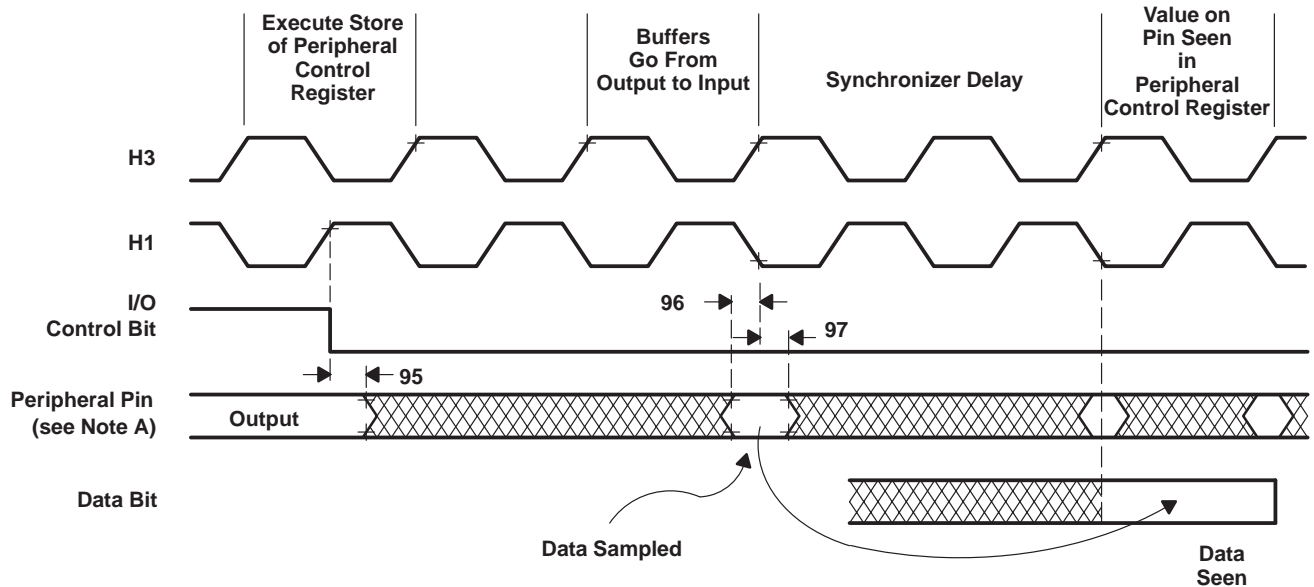 Execute Store
of Peripheral
Control
Register
Buffers
Go From
Output to Input
Synchronizer Delay
Value on
Pin Seen
in
Peripheral
Control Register
H3
H1
I/O
Control Bit
96
97
95
Peripheral Pin
(see Note A)
Output
Data Bit
Data Sampled
Data
Seen